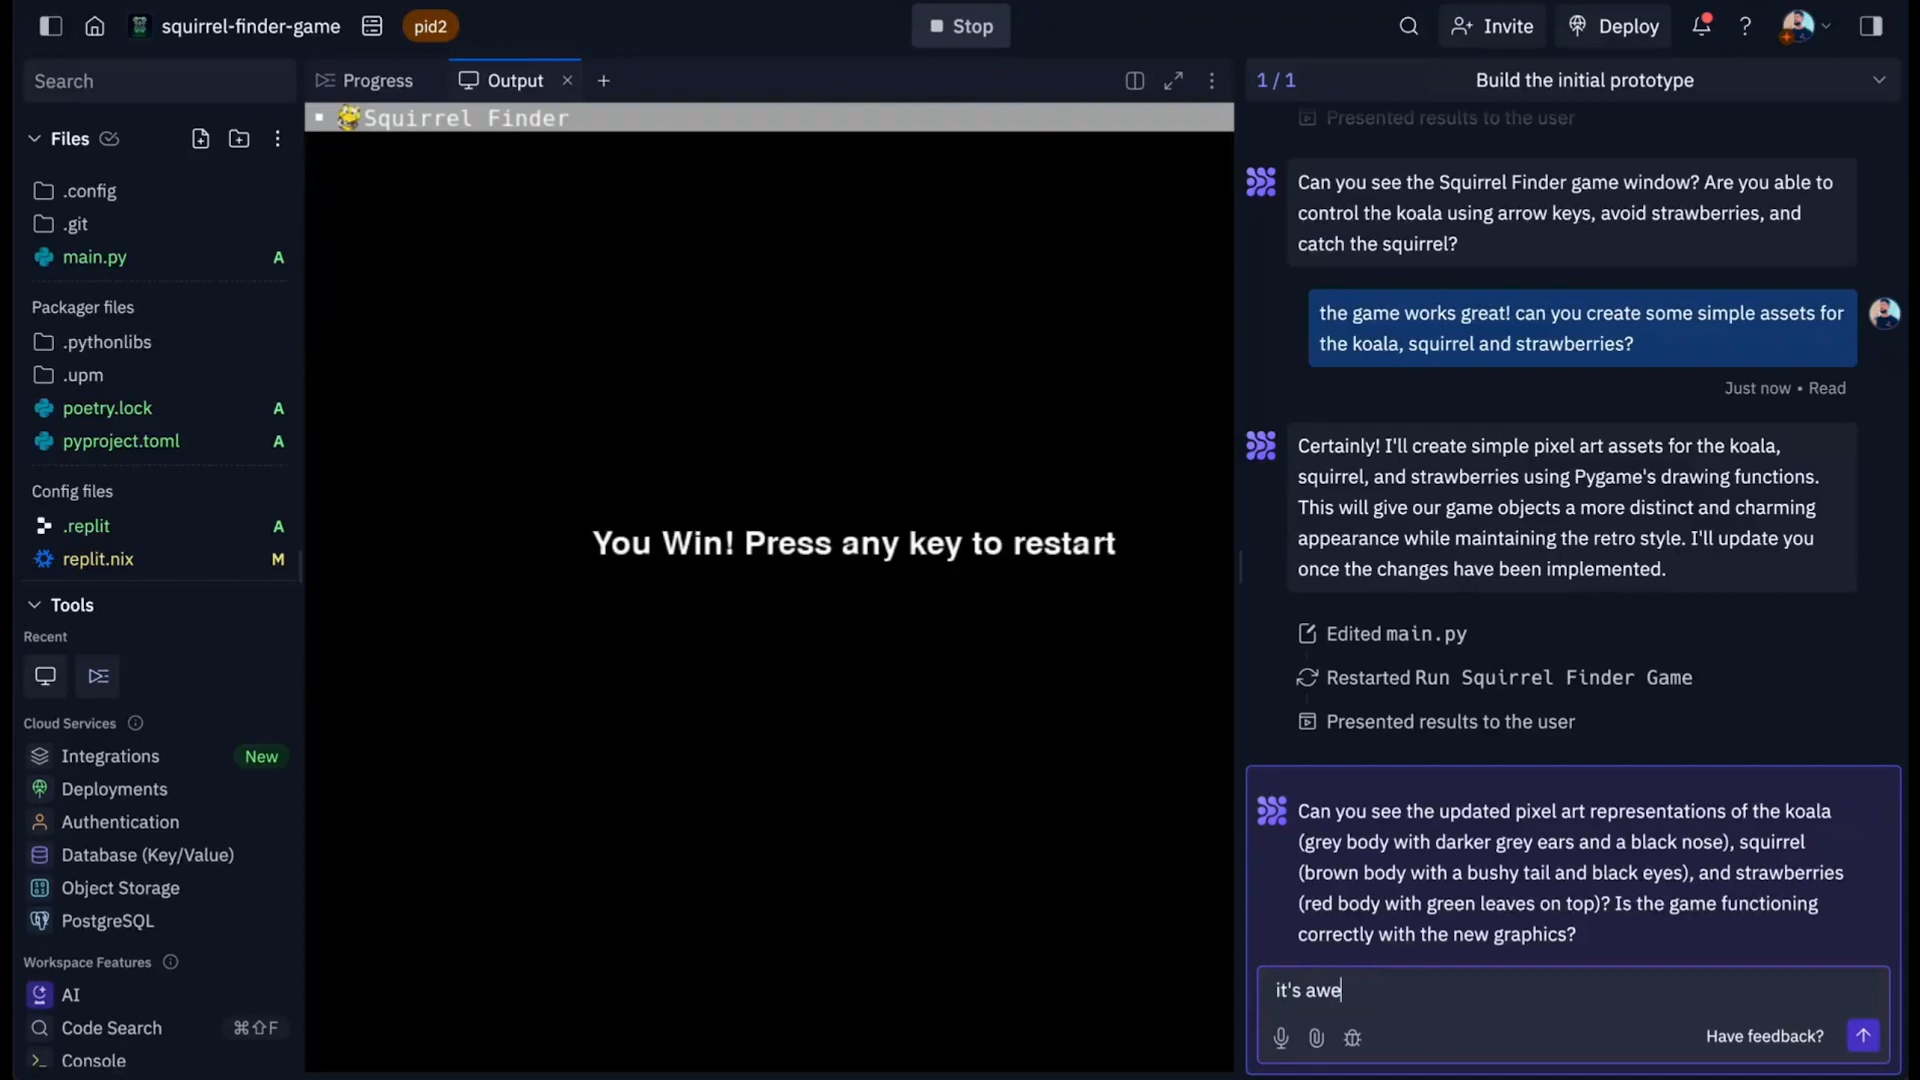 squirrel-finder-game
pid2
Stop
Invite
Deploy
Search
Files
.config
.git
main.py A
Packager files
.pythonlibs
.upm
poetry.lock A
pyproject.toml A
Config files
.replit A
replit.nix M
Tools
Recent
Cloud Services
Integrations New
Deployments
Authentication
Database (Key/Value)
Object Storage
PostgreSQL
Workspace Features
AI
Code Search ⌘⇧F
Console
Progress
Output
Squirrel Finder
You Win! Press any key to restart
1 / 1 Build the initial prototype
Presented results to the user
Can you see the Squirrel Finder game window? Are you able to
control the koala using arrow keys, avoid strawberries, and
catch the squirrel?
the game works great! can you create some simple assets for
the koala, squirrel and strawberries?
Just now • Read
Certainly! I'll create simple pixel art assets for the koala,
squirrel, and strawberries using Pygame's drawing functions.
This will give our game objects a more distinct and charming
appearance while maintaining the retro style. I'll update you
once the changes have been implemented.
Edited main.py
Restarted Run Squirrel Finder Game
Presented results to the user
Can you see the updated pixel art representations of the koala
(grey body with darker grey ears and a black nose), squirrel
(brown body with a bushy tail and black eyes), and strawberries
(red body with green leaves on top)? Is the game functioning
correctly with the new graphics?
it's awe
Have feedback?